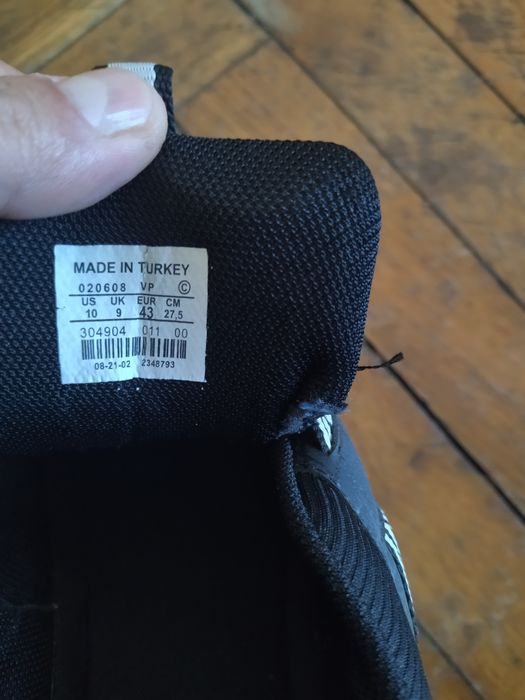 MADE IN TURKEY
020608 VP ©
US UK EUR CM
10 9 43 27,5
304904 011 00
08-21-02 2348793